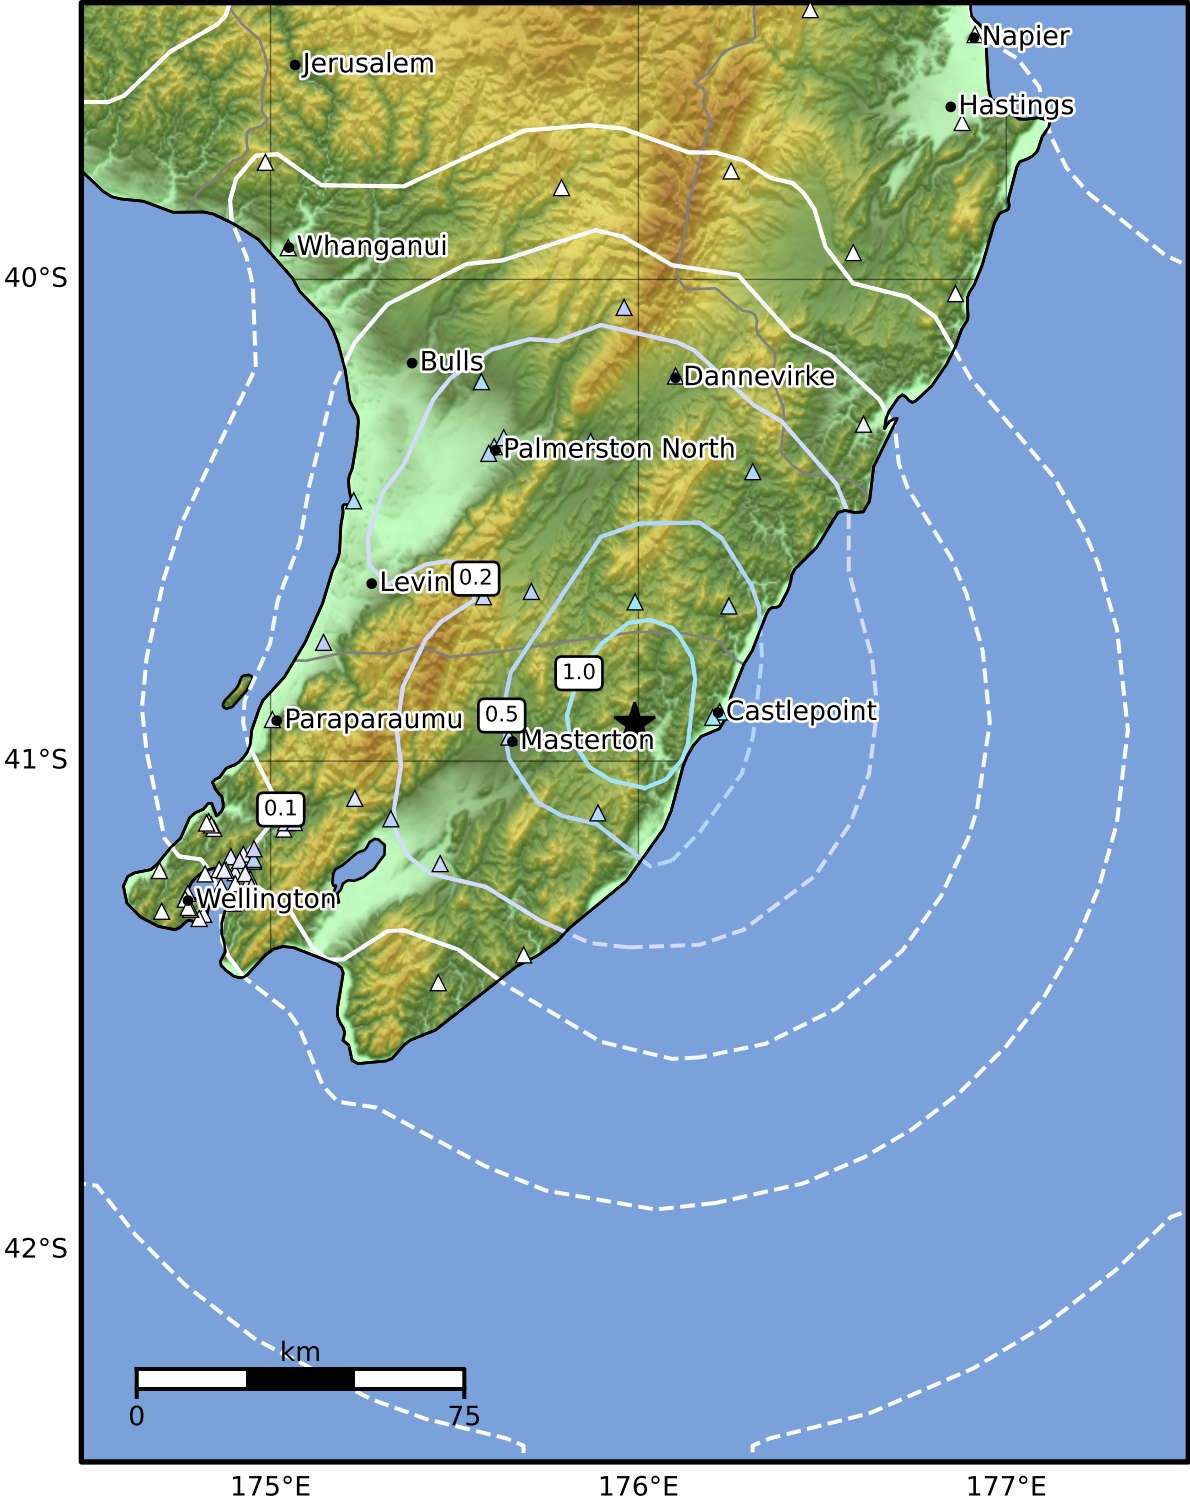 Napier
Jerusalem
Hastings
Whanganui
40°S
Bulls
Dannevirke
Palmerston North
Levin
0.2
1.0
Castlepoint
0.5
Paraparaumu
Masterton
41°S
0.1
Wellington
42°S
km
0
75
175°E
176°E
177°E